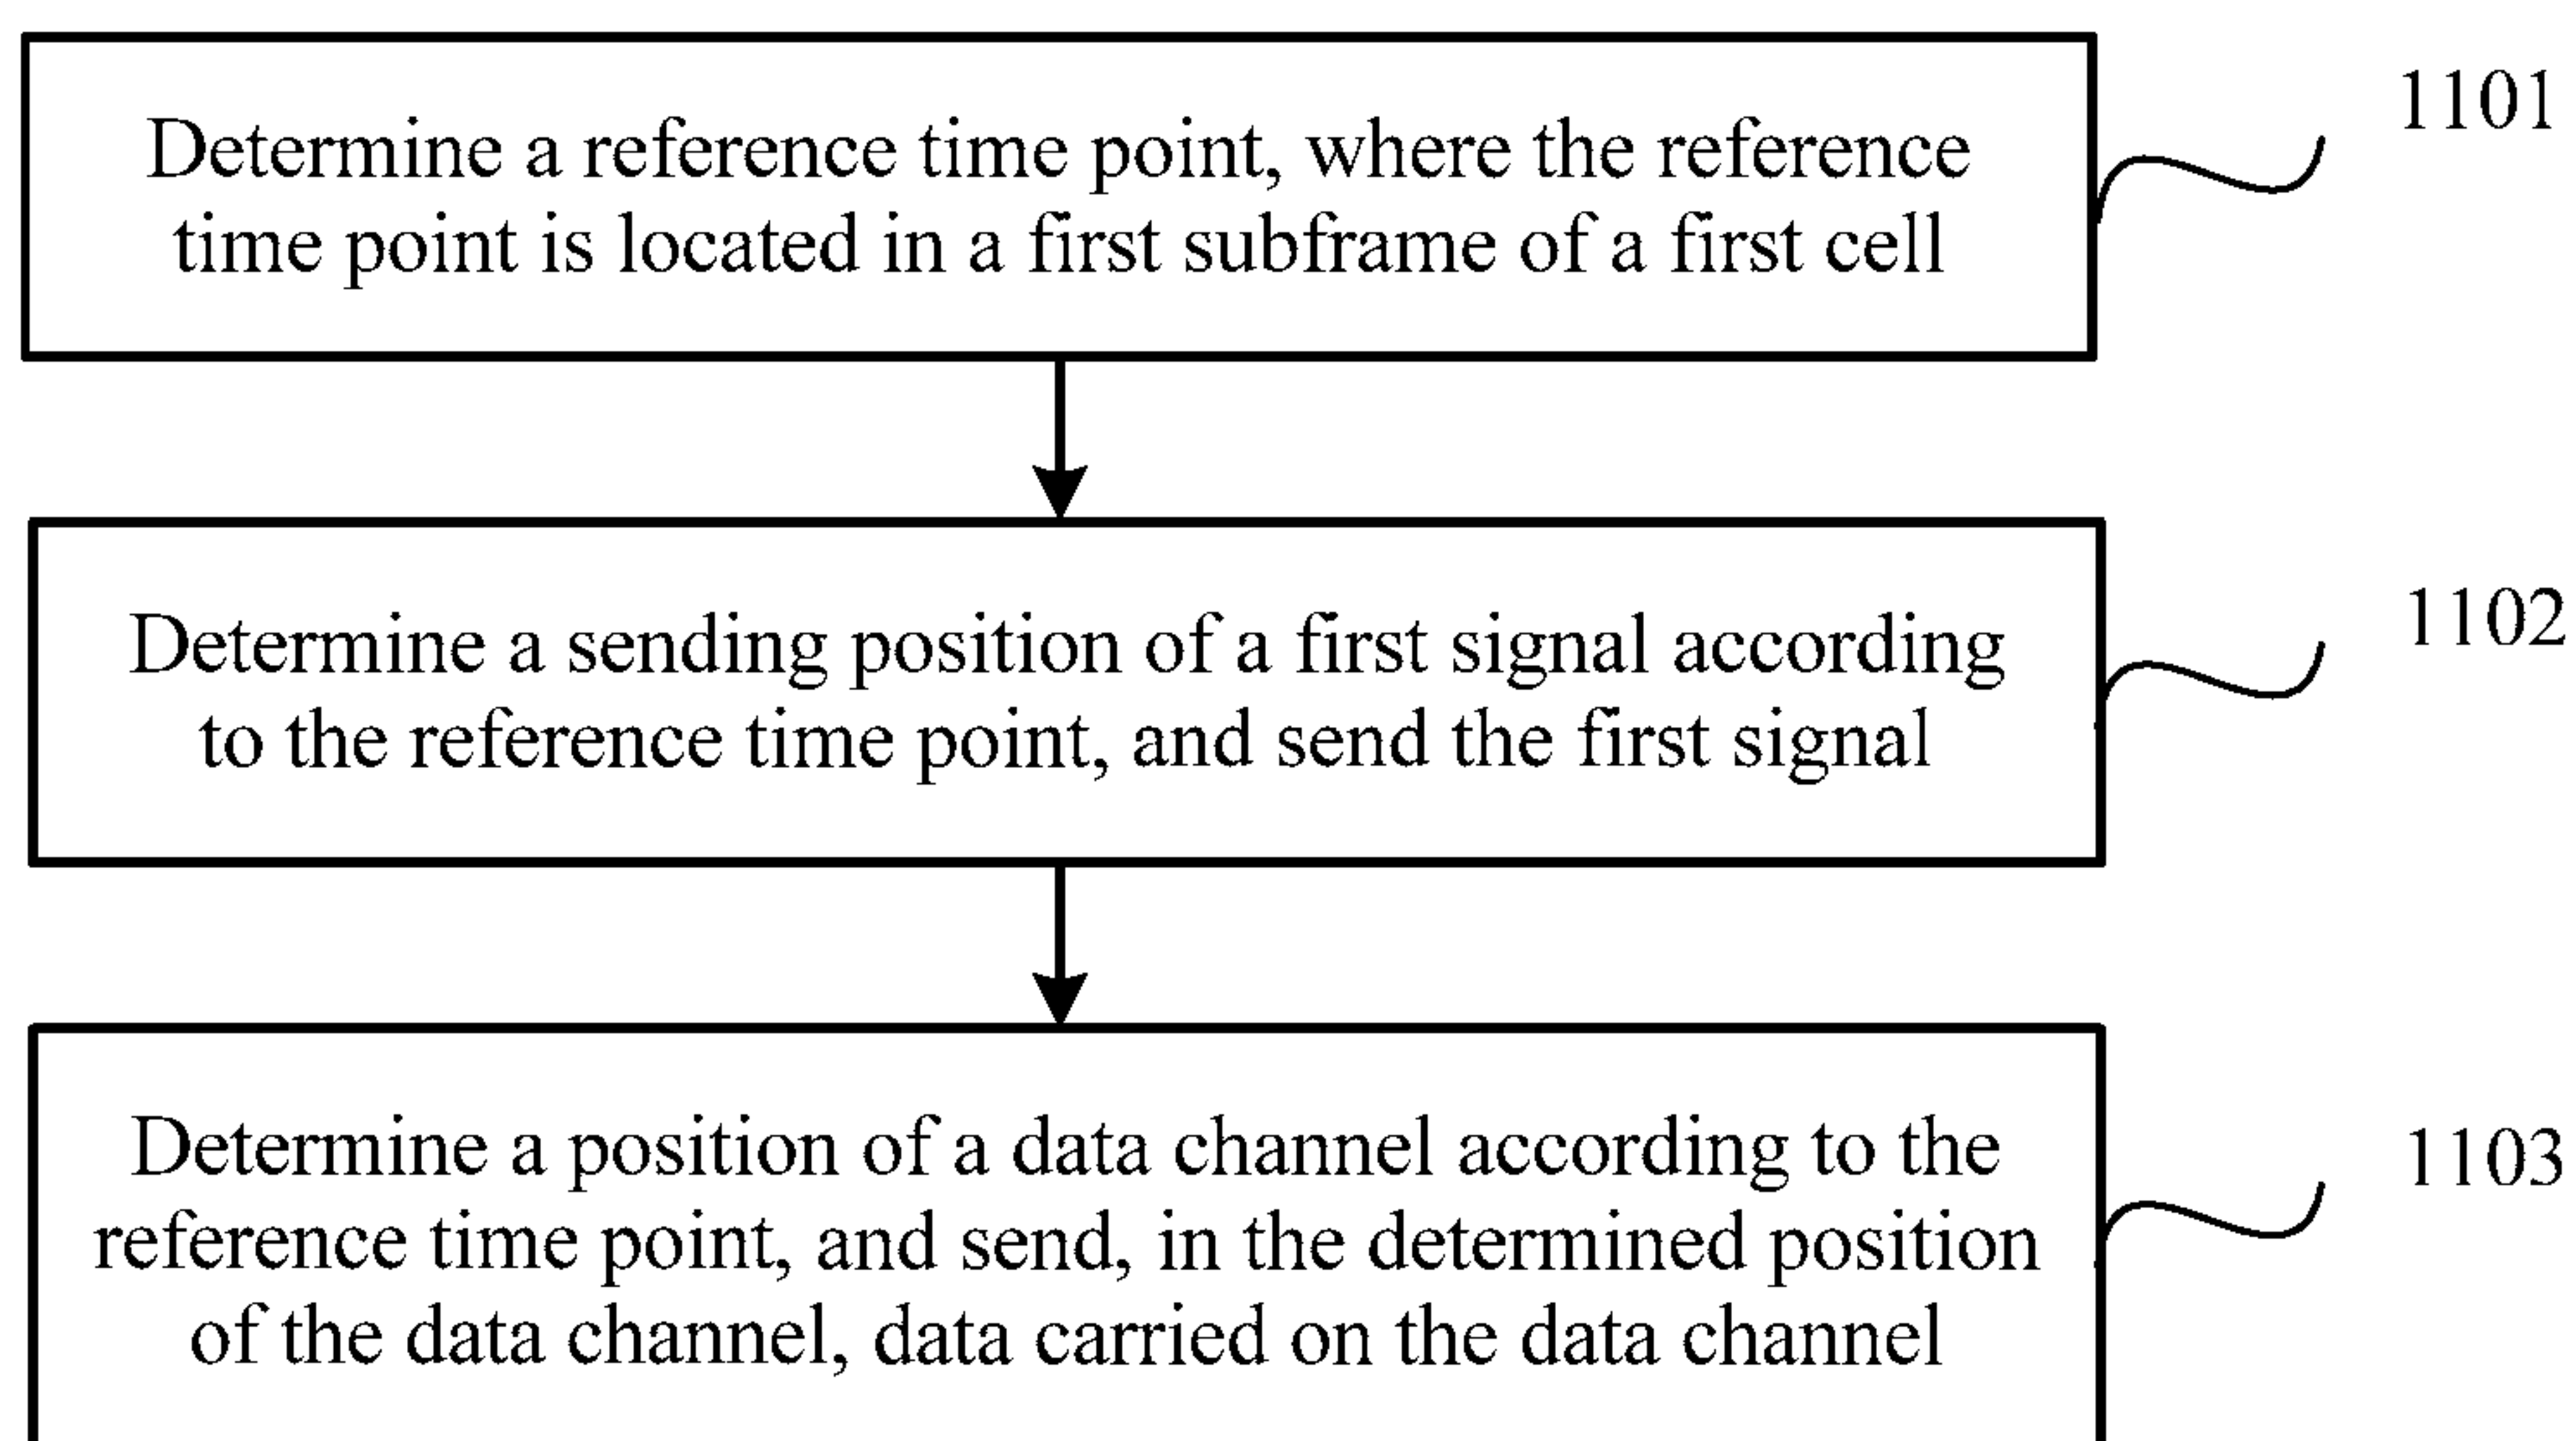 Determine a reference time point, where the reference
time point is located in a first subframe of a first cell
1101
Determine a sending position of a first signal according
to the reference time point, and send the first signal
1102
Determine a position of a data channel according to the
reference time point, and send, in the determined position
of the data channel, data carried on the data channel
1103